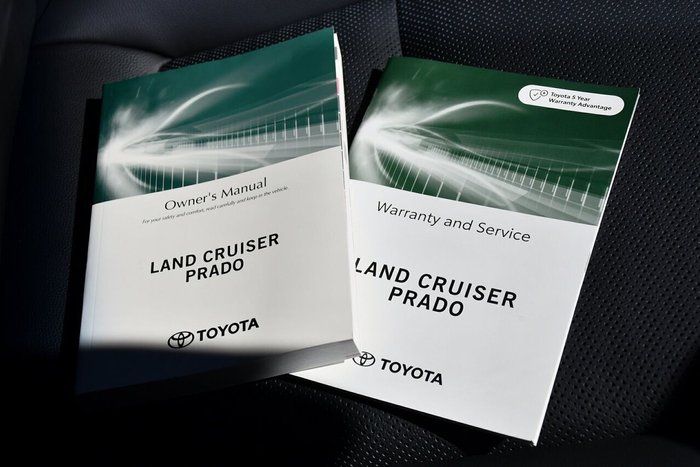 Owner's Manual
For your safety and comfort, read carefully and keep in the vehicle.
LAND CRUISER
PRADO
TOYOTA
Toyota 5 Year
Warranty Advantage
Warranty and Service
LAND CRUISER
PRADO
TOYOTA